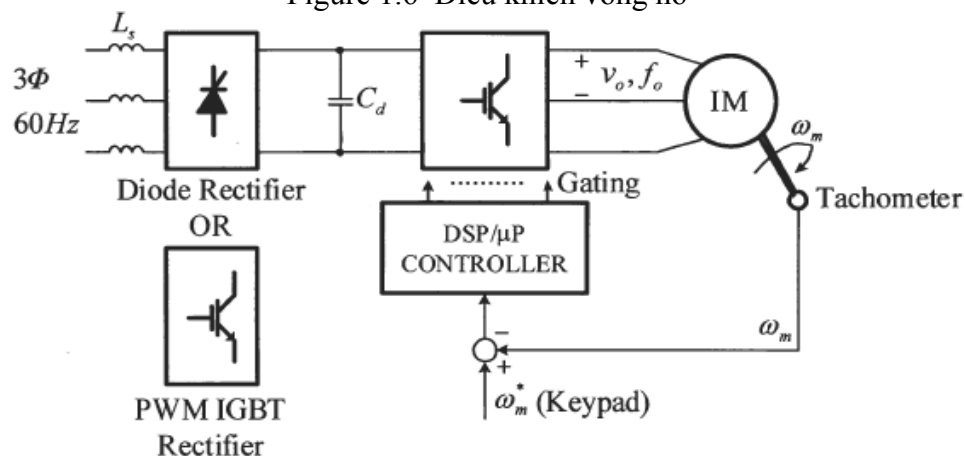 L_s
3Φ
60Hz
C_d
+
v_o, f_o
−
IM
ω_m
Diode Rectifier
OR
Gating
Tachometer
DSP/μP
CONTROLLER
−
+
ω_m
ω_m^* (Keypad)
PWM IGBT
Rectifier